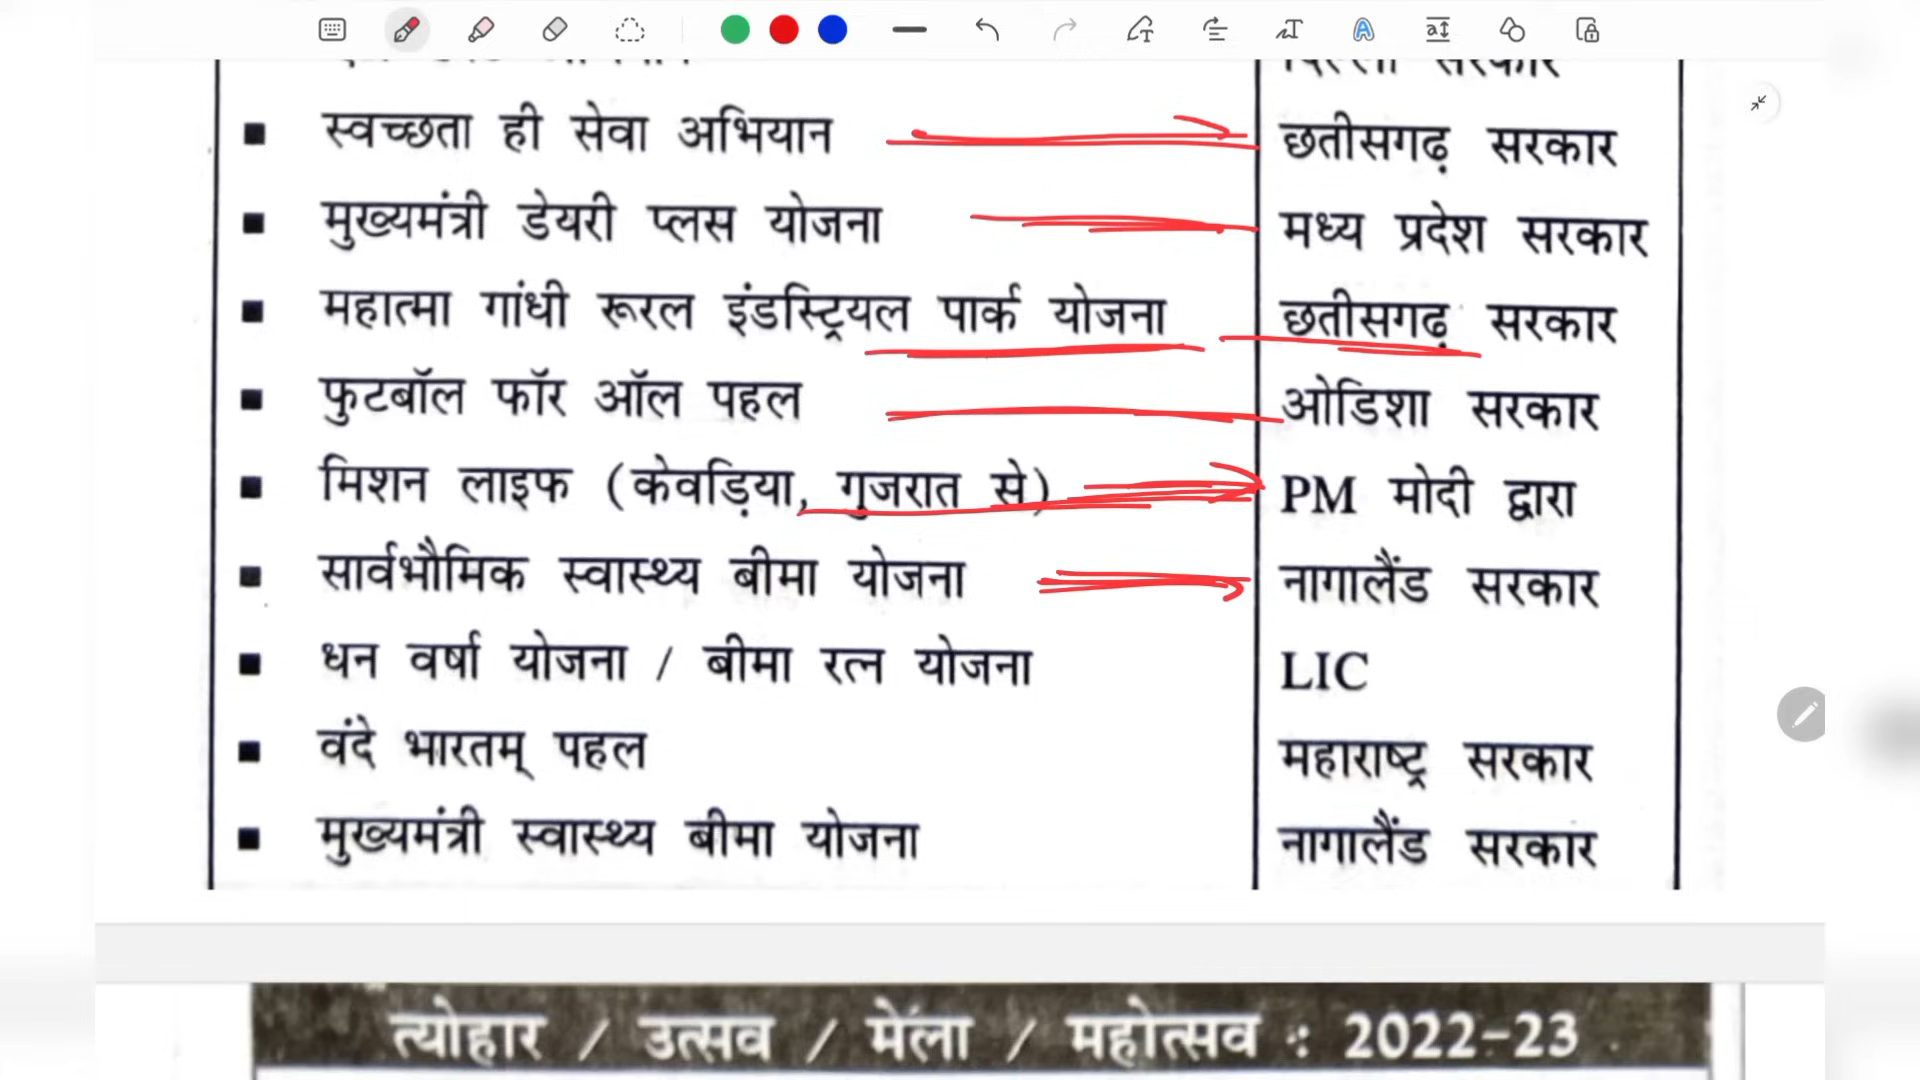 दिल्ली सरकार
■ स्वच्छता ही सेवा अभियान छतीसगढ़ सरकार
■ मुख्यमंत्री डेयरी प्लस योजना मध्य प्रदेश सरकार
■ महात्मा गांधी रूरल इंडस्ट्रियल पार्क योजना छतीसगढ़ सरकार
■ फुटबॉल फॉर ऑल पहल ओडिशा सरकार
■ मिशन लाइफ (केवड़िया, गुजरात से) PM मोदी द्वारा
■ सार्वभौमिक स्वास्थ्य बीमा योजना नागालैंड सरकार
■ धन वर्षा योजना / बीमा रत्न योजना LIC
■ वंदे भारतम् पहल महाराष्ट्र सरकार
■ मुख्यमंत्री स्वास्थ्य बीमा योजना नागालैंड सरकार
त्योहार / उत्सव / मेला / महोत्सव : 2022-23